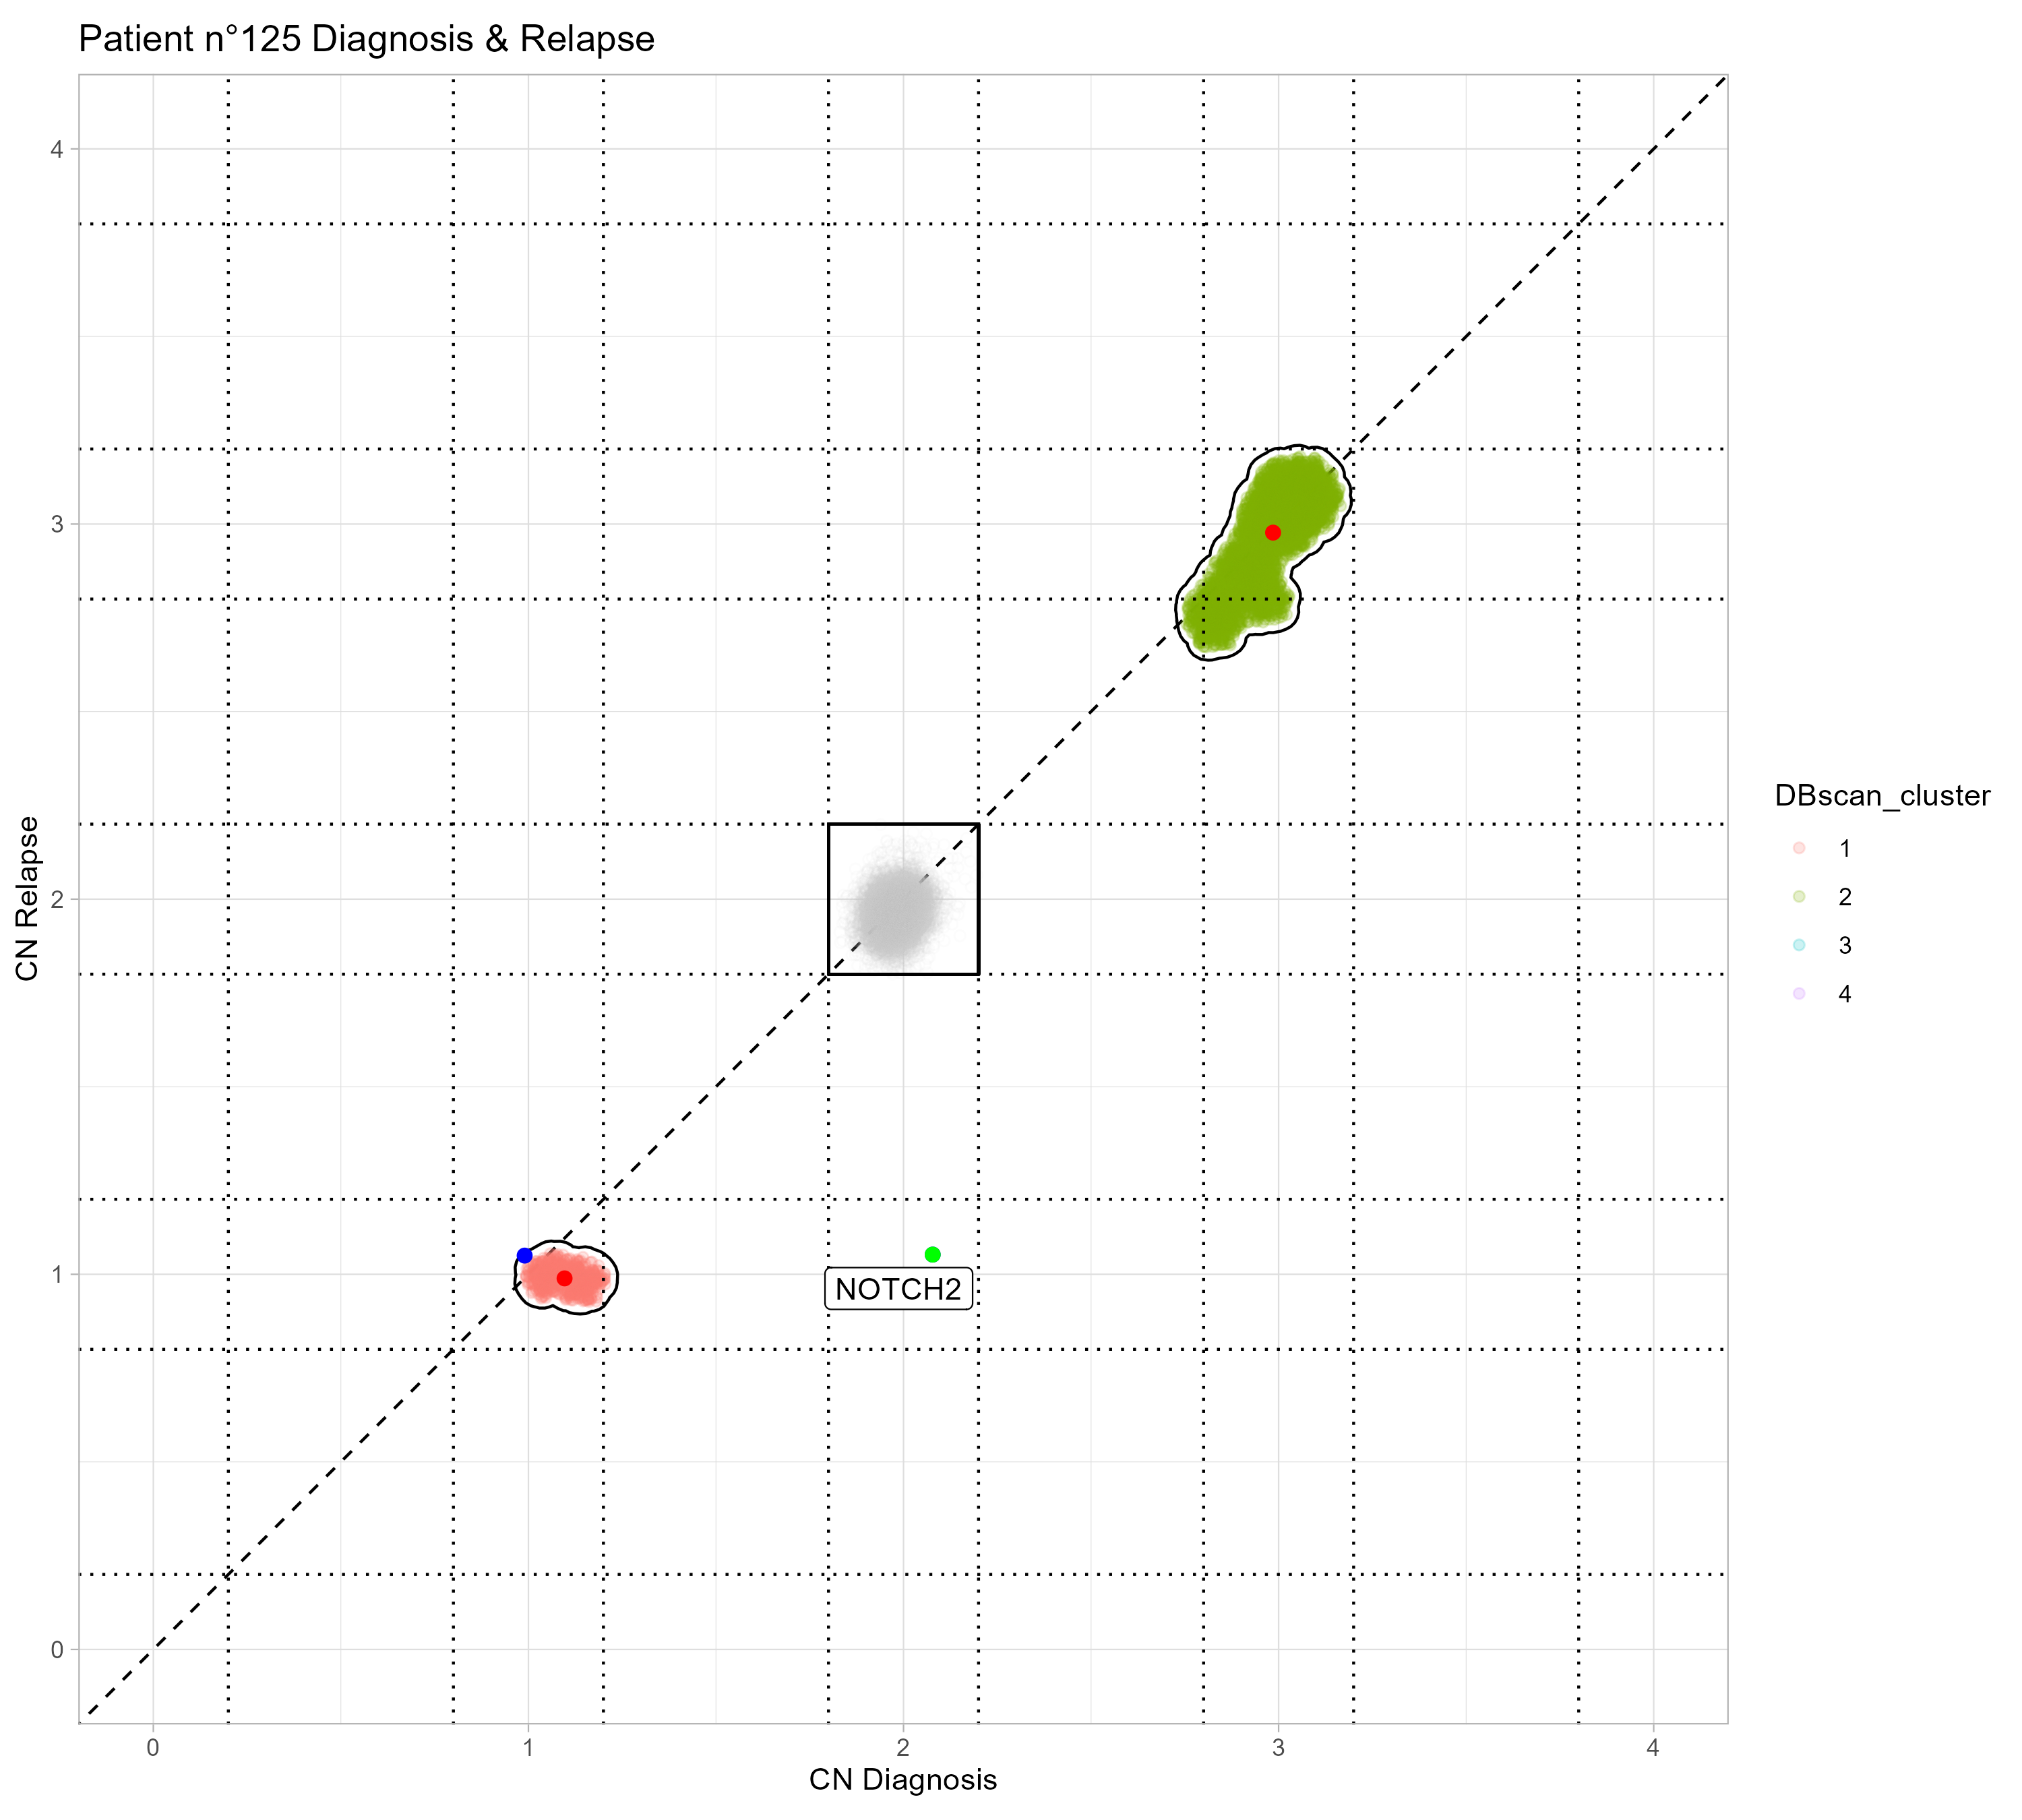 Patient n°125 Diagnosis & Relapse
4
3
2
1
0
CN Relapse
NOTCH2
0 1 2 3 4
CN Diagnosis
DBscan_cluster
1
2
3
4